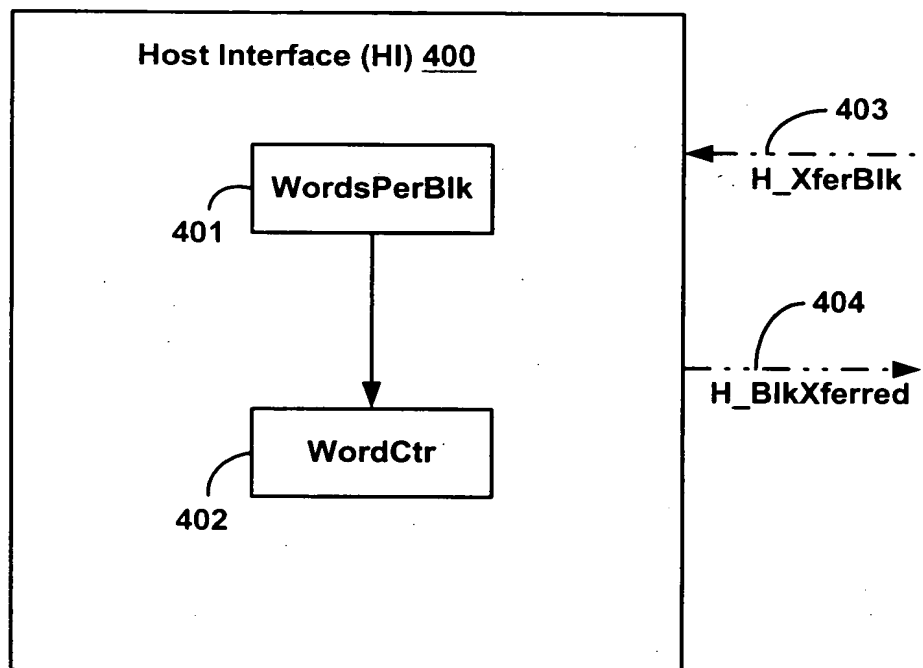 Host Interface (HI) 400
403
H_XferBlk
WordsPerBlk
401
404
H_BlkXferred
WordCtr
402